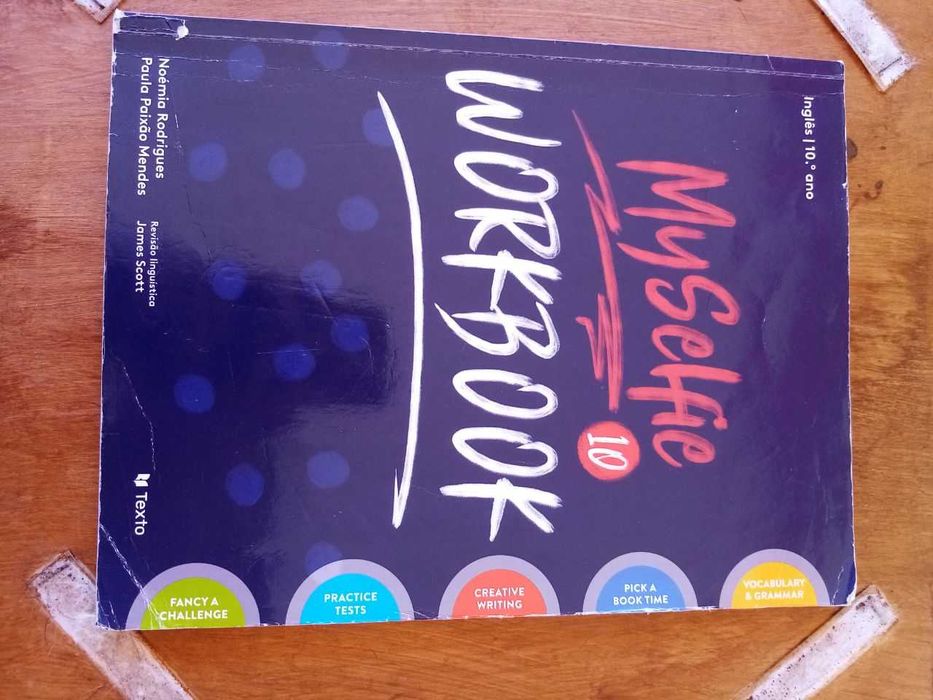 Inglês | 10.º ano
MySelfie
10
WORKBOOK
Noémia Rodrigues
Paula Paixão Mendes
Revisão linguística
James Scott
Texto
VOCABULARY
& GRAMMAR
PICK A
BOOK TIME
CREATIVE
WRITING
PRACTICE
TESTS
FANCY A
CHALLENGE